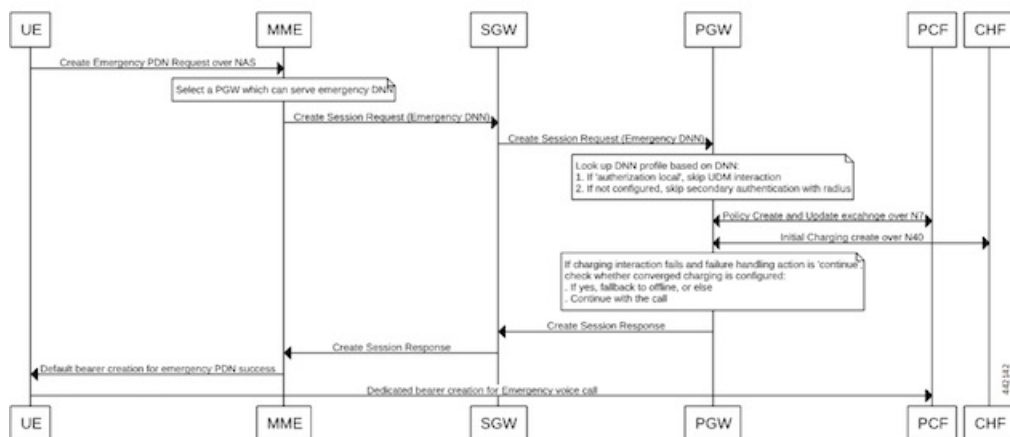 UE MME SGW PGW PCF CHF
Create Emergency PDN Request over NAS
Select a PGW which can serve emergency DNN
Create Session Request (Emergency DNN)
Create Session Request (Emergency DNN)
Look up DNN profile based on DNN:
1. If 'autherization local', skip UDM interaction
2. If not configured, skip secondary authentication with radius
Policy Create and Update excahnge over N7
Initial Charging create over N40
If charging interaction fails and failure handling action is 'continue',
check whether converged charging is configured:
. If yes, fallback to offline, or else
. Continue with the call
Create Session Response
Create Session Response
Default bearer creation for emergency PDN success
Dedicated bearer creation for Emergency voice call
442142
UE MME SGW PGW PCF CHF